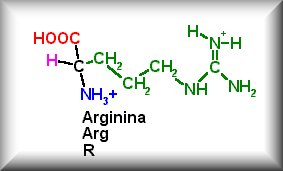 +
N-H
H
HOOC
CH₂
CH₂
H
C
C
CH₂
NH₃+
NH
NH₂
Arginina
Arg
R